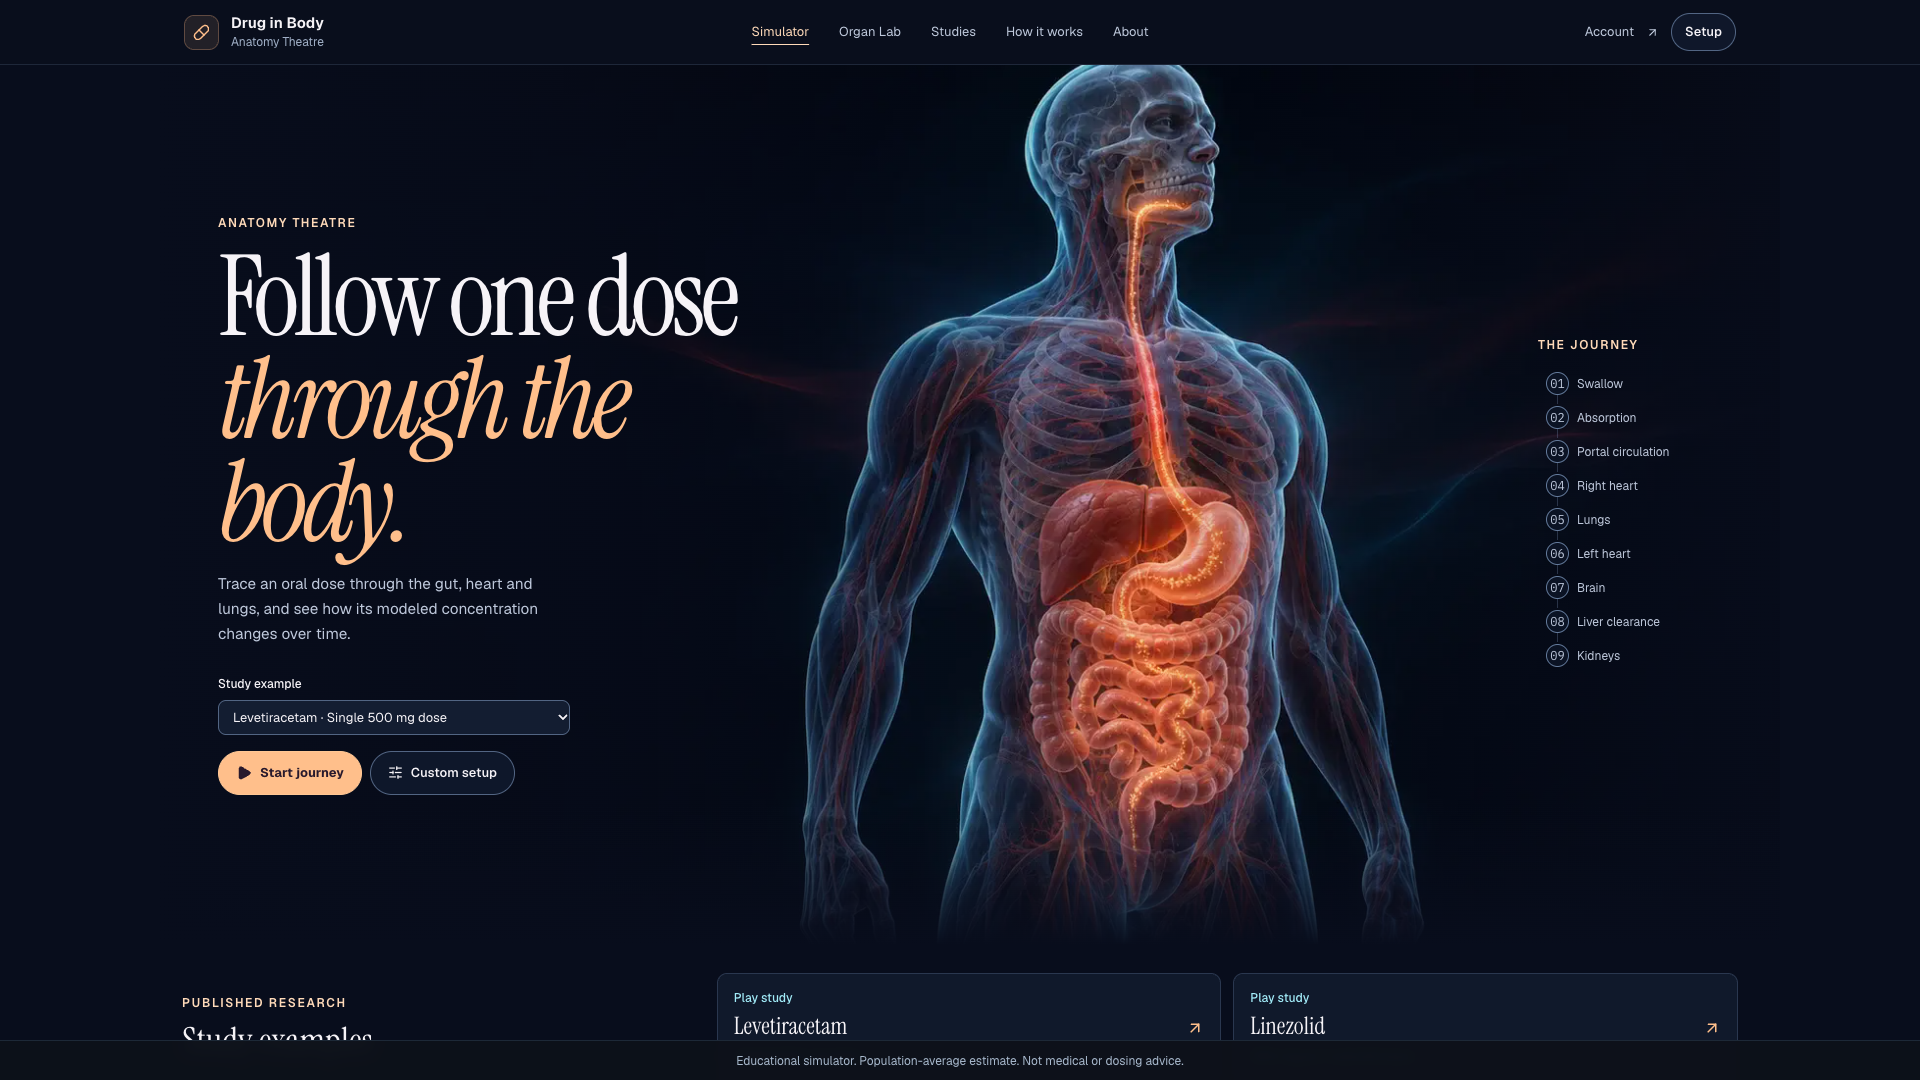 Drug in Body
Anatomy Theatre
Simulator
Organ Lab
Studies
How it works
About
Account
Setup
ANATOMY THEATRE
Follow one dose
through the
body.
Trace an oral dose through the gut, heart and
lungs, and see how its modeled concentration
changes over time.
Study example
Levetiracetam · Single 500 mg dose
Start journey
Custom setup
THE JOURNEY
01 Swallow
02 Absorption
03 Portal circulation
04 Right heart
05 Lungs
06 Left heart
07 Brain
08 Liver clearance
09 Kidneys
PUBLISHED RESEARCH
Study examples
Play study
Levetiracetam
Play study
Linezolid
Educational simulator. Population-average estimate. Not medical or dosing advice.